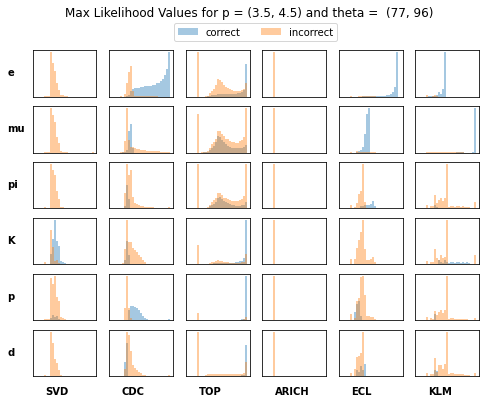 Max Likelihood Values for p = (3.5, 4.5) and theta =  (77, 96)
correct incorrect
e
mu
pi
K
p
d
SVD CDC TOP ARICH ECL KLM